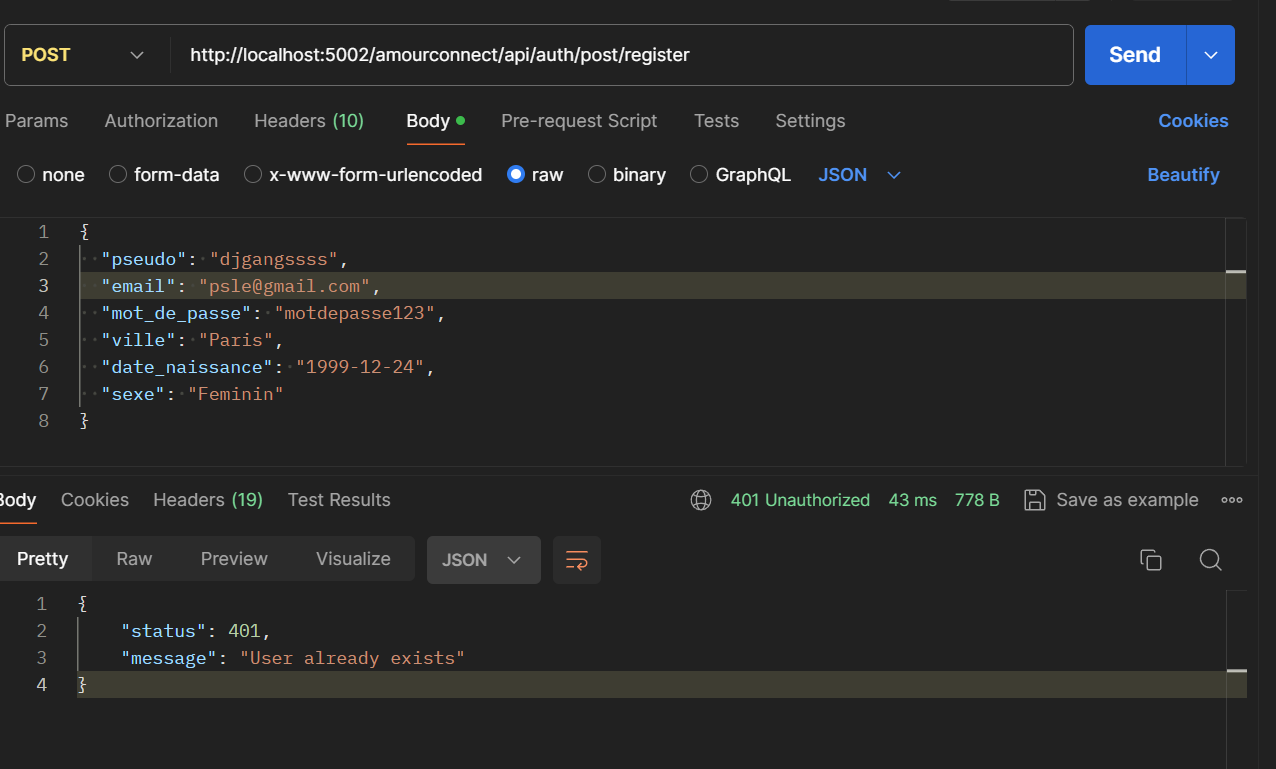 POST http://localhost:5002/amourconnect/api/auth/post/register Send
Params Authorization Headers (10) Body Pre-request Script Tests Settings Cookies
none form-data x-www-form-urlencoded raw binary GraphQL JSON Beautify
1 {
2 "pseudo": "djgangssss",
3 "email": "psle@gmail.com",
4 "mot_de_passe": "motdepasse123",
5 "ville": "Paris",
6 "date_naissance": "1999-12-24",
7 "sexe": "Feminin"
8 }
Body Cookies Headers (19) Test Results 401 Unauthorized 43 ms 778 B Save as example
Pretty Raw Preview Visualize JSON
1 {
2 "status": 401,
3 "message": "User already exists"
4 }